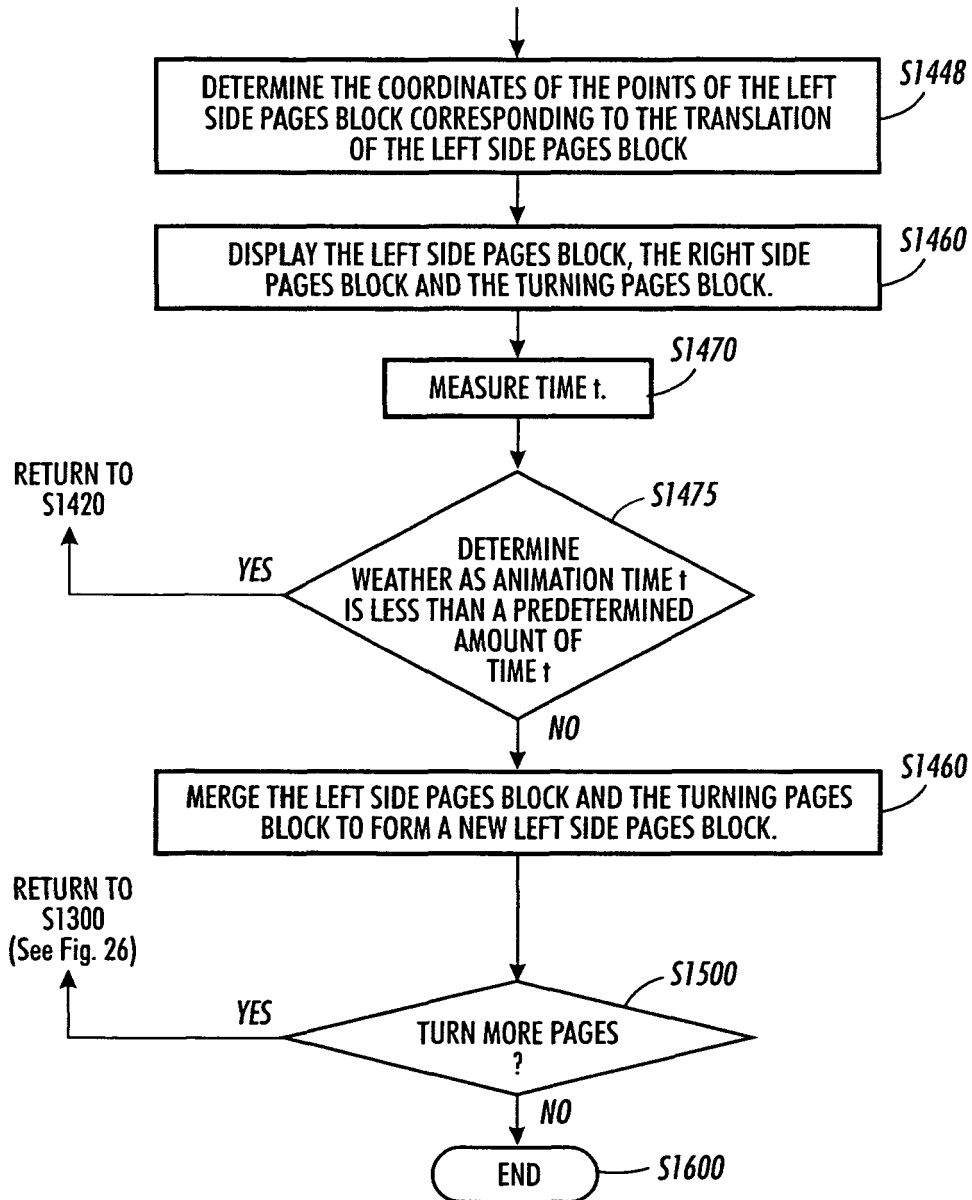 S1448
DETERMINE THE COORDINATES OF THE POINTS OF THE LEFT
SIDE PAGES BLOCK CORRESPONDING TO THE TRANSLATION
OF THE LEFT SIDE PAGES BLOCK
S1460
DISPLAY THE LEFT SIDE PAGES BLOCK, THE RIGHT SIDE
PAGES BLOCK AND THE TURNING PAGES BLOCK.
S1470
MEASURE TIME t.
RETURN TO
S1420
S1475
YES
DETERMINE
WEATHER AS ANIMATION TIME t
IS LESS THAN A PREDETERMINED
AMOUNT OF
TIME t
NO
S1460
MERGE THE LEFT SIDE PAGES BLOCK AND THE TURNING PAGES
BLOCK TO FORM A NEW LEFT SIDE PAGES BLOCK.
RETURN TO
S1300
(See Fig. 26)
S1500
YES
TURN MORE PAGES
?
NO
END
S1600